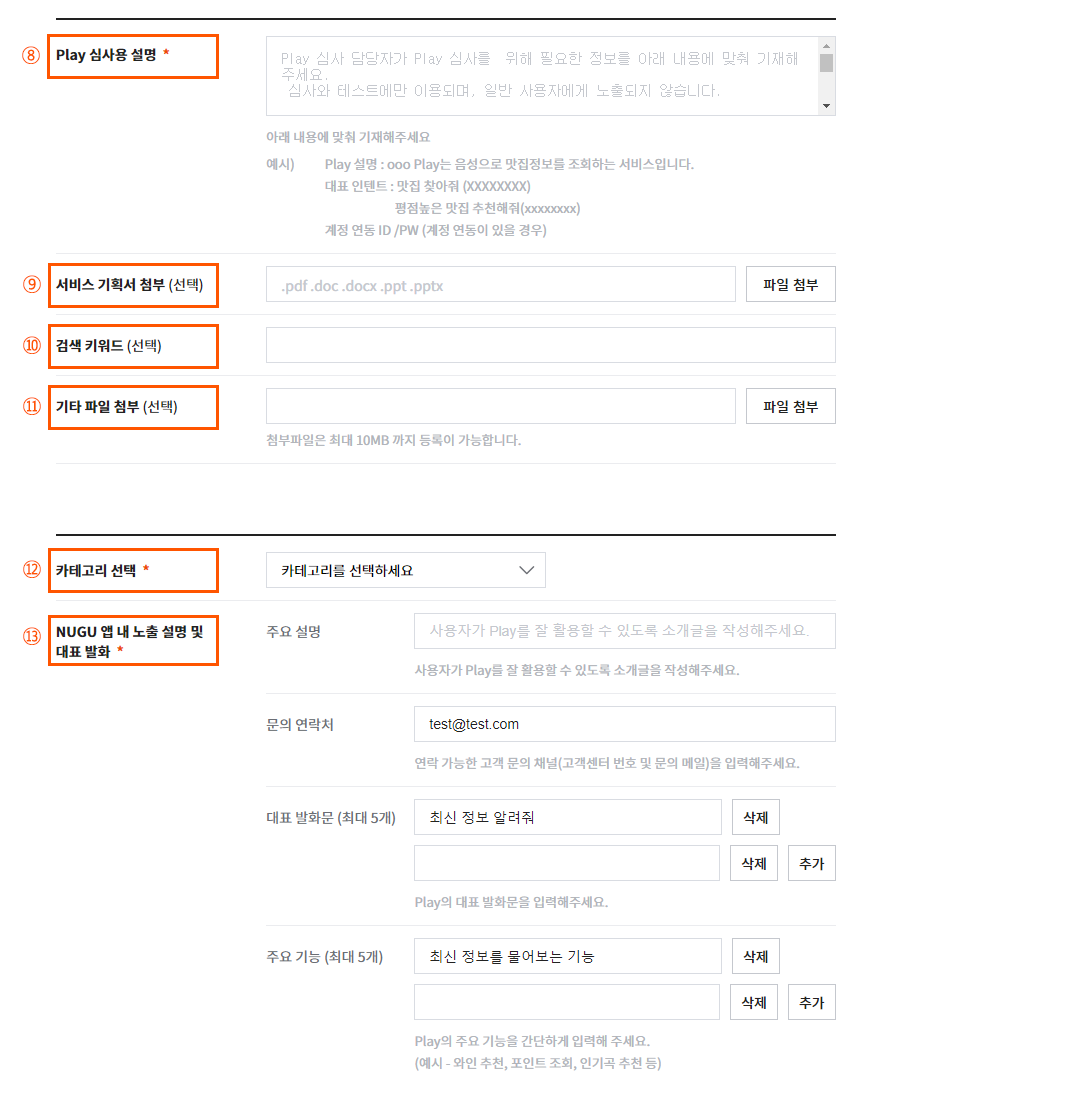 ⑧ Play 심사용 설명 *
Play 심사 담당자가 Play 심사를 위해 필요한 정보를 아래 내용에 맞춰 기재해
주세요.
심사와 테스트에만 이용되며, 일반 사용자에게 노출되지 않습니다.
아래 내용에 맞춰 기재해주세요
예시) Play 설명 : ooo Play는 음성으로 맛집정보를 조회하는 서비스입니다.
대표 인텐트 : 맛집 찾아줘 (XXXXXXXX)
평점높은 맛집 추천해줘(xxxxxxxx)
계정 연동 ID /PW (계정 연동이 있을 경우)
⑨ 서비스 기획서 첨부 (선택) .pdf .doc .docx .ppt .pptx 파일 첨부
⑩ 검색 키워드 (선택)
⑪ 기타 파일 첨부 (선택) 파일 첨부
첨부파일은 최대 10MB 까지 등록이 가능합니다.
⑫ 카테고리 선택 * 카테고리를 선택하세요
⑬ NUGU 앱 내 노출 설명 및
대표 발화 *
주요 설명 사용자가 Play를 잘 활용할 수 있도록 소개글을 작성해주세요.
사용자가 Play를 잘 활용할 수 있도록 소개글을 작성해주세요.
문의 연락처 test@test.com
연락 가능한 고객 문의 채널(고객센터 번호 및 문의 메일)을 입력해주세요.
대표 발화문 (최대 5개) 최신 정보 알려줘 삭제
삭제 추가
Play의 대표 발화문을 입력해주세요.
주요 기능 (최대 5개) 최신 정보를 물어보는 기능 삭제
삭제 추가
Play의 주요 기능을 간단하게 입력해 주세요.
(예시 - 와인 추천, 포인트 조회, 인기곡 추천 등)